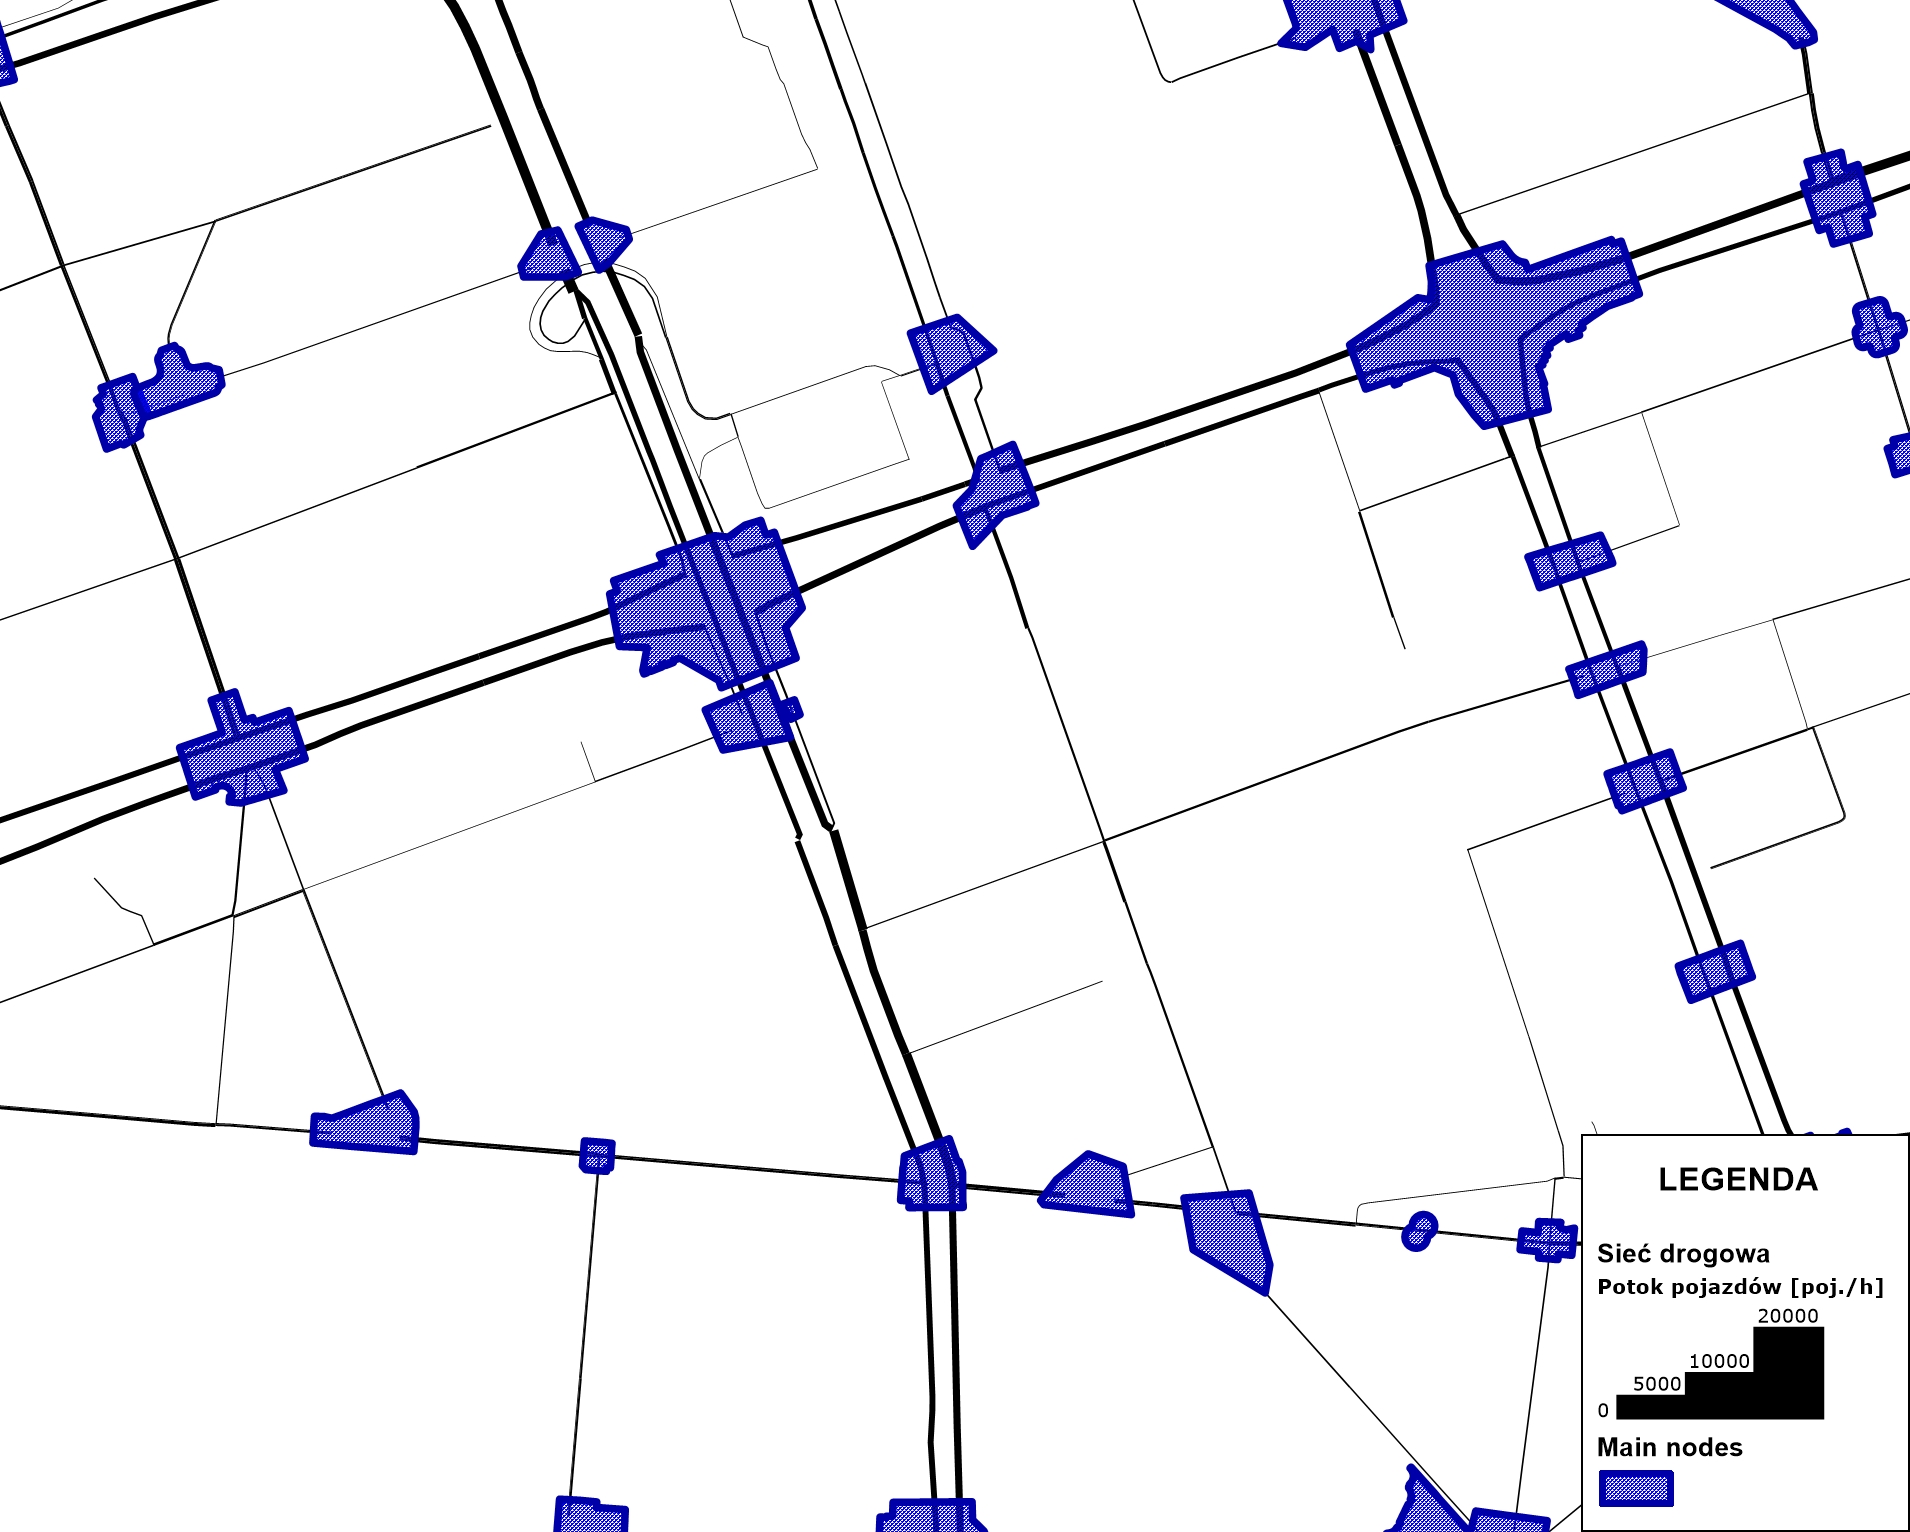 LEGENDA
Sieć drogowa
Potok pojazdów [poj./h]
20000
10000
5000
0
Main nodes